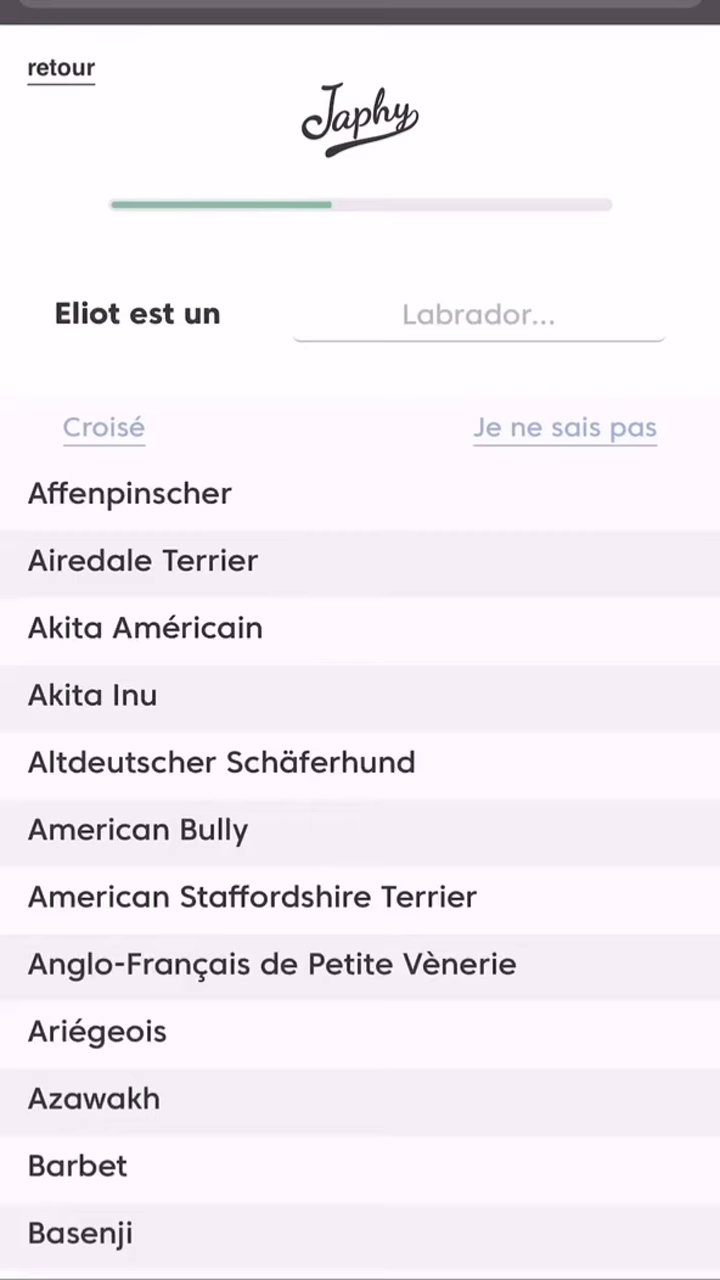 retour
Japhy
Eliot est un Labrador...
Croisé Je ne sais pas
Affenpinscher
Airedale Terrier
Akita Américain
Akita Inu
Altdeutscher Schäferhund
American Bully
American Staffordshire Terrier
Anglo-Français de Petite Vènerie
Ariégeois
Azawakh
Barbet
Basenji